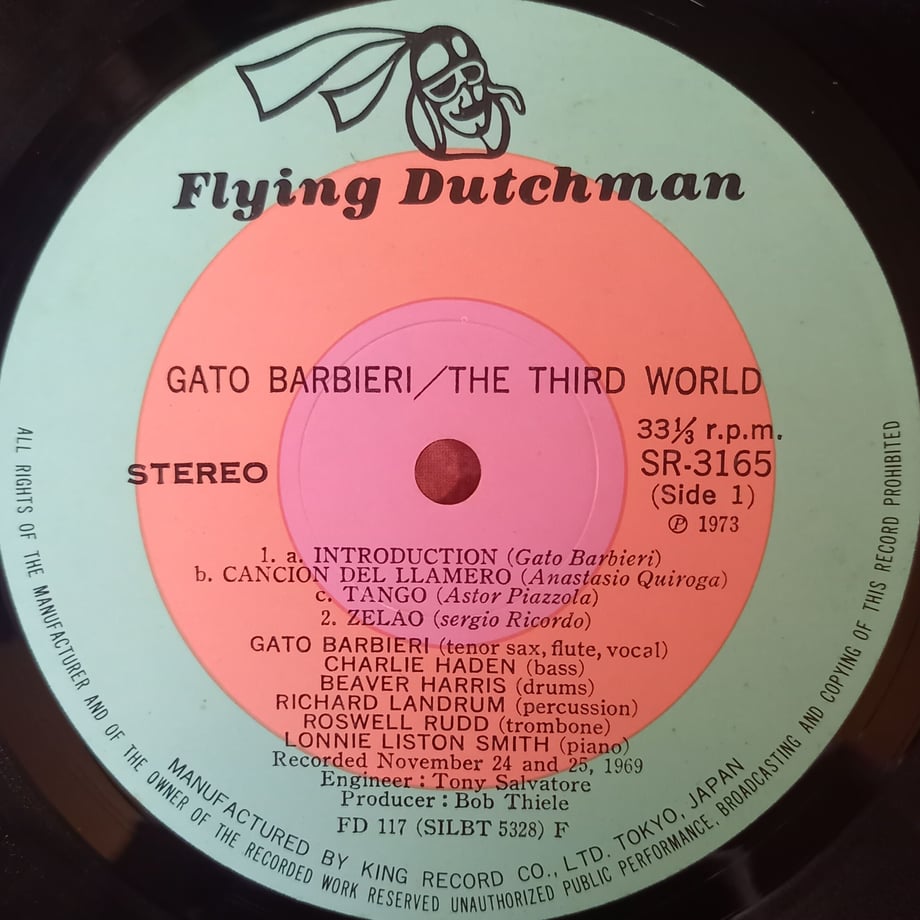 Flying Dutchman
GATO BARBIERI/THE THIRD WORLD
33⅓ r.p.m.
STEREO
SR-3165
(Side 1)
℗ 1973
1. a. INTRODUCTION (Gato Barbieri)
b. CANCION DEL LLAMERO (Anastasio Quiroga)
c. TANGO (Astor Piazzola)
2. ZELAO (sergio Ricordo)
GATO BARBIERI (tenor sax, flute, vocal)
CHARLIE HADEN (bass)
BEAVER HARRIS (drums)
RICHARD LANDRUM (percussion)
ROSWELL RUDD (trombone)
LONNIE LISTON SMITH (piano)
Recorded November 24 and 25, 1969
Engineer : Tony Salvatore
Producer : Bob Thiele
FD 117 (SILBT 5328) F
MANUFACTURED BY KING RECORD CO., LTD. TOKYO, JAPAN
ALL RIGHTS OF THE MANUFACTURER AND OF THE OWNER OF THE RECORDED WORK RESERVED UNAUTHORIZED PUBLIC PERFORMANCE, BROADCASTING AND COPYING OF THIS RECORD PROHIBITED